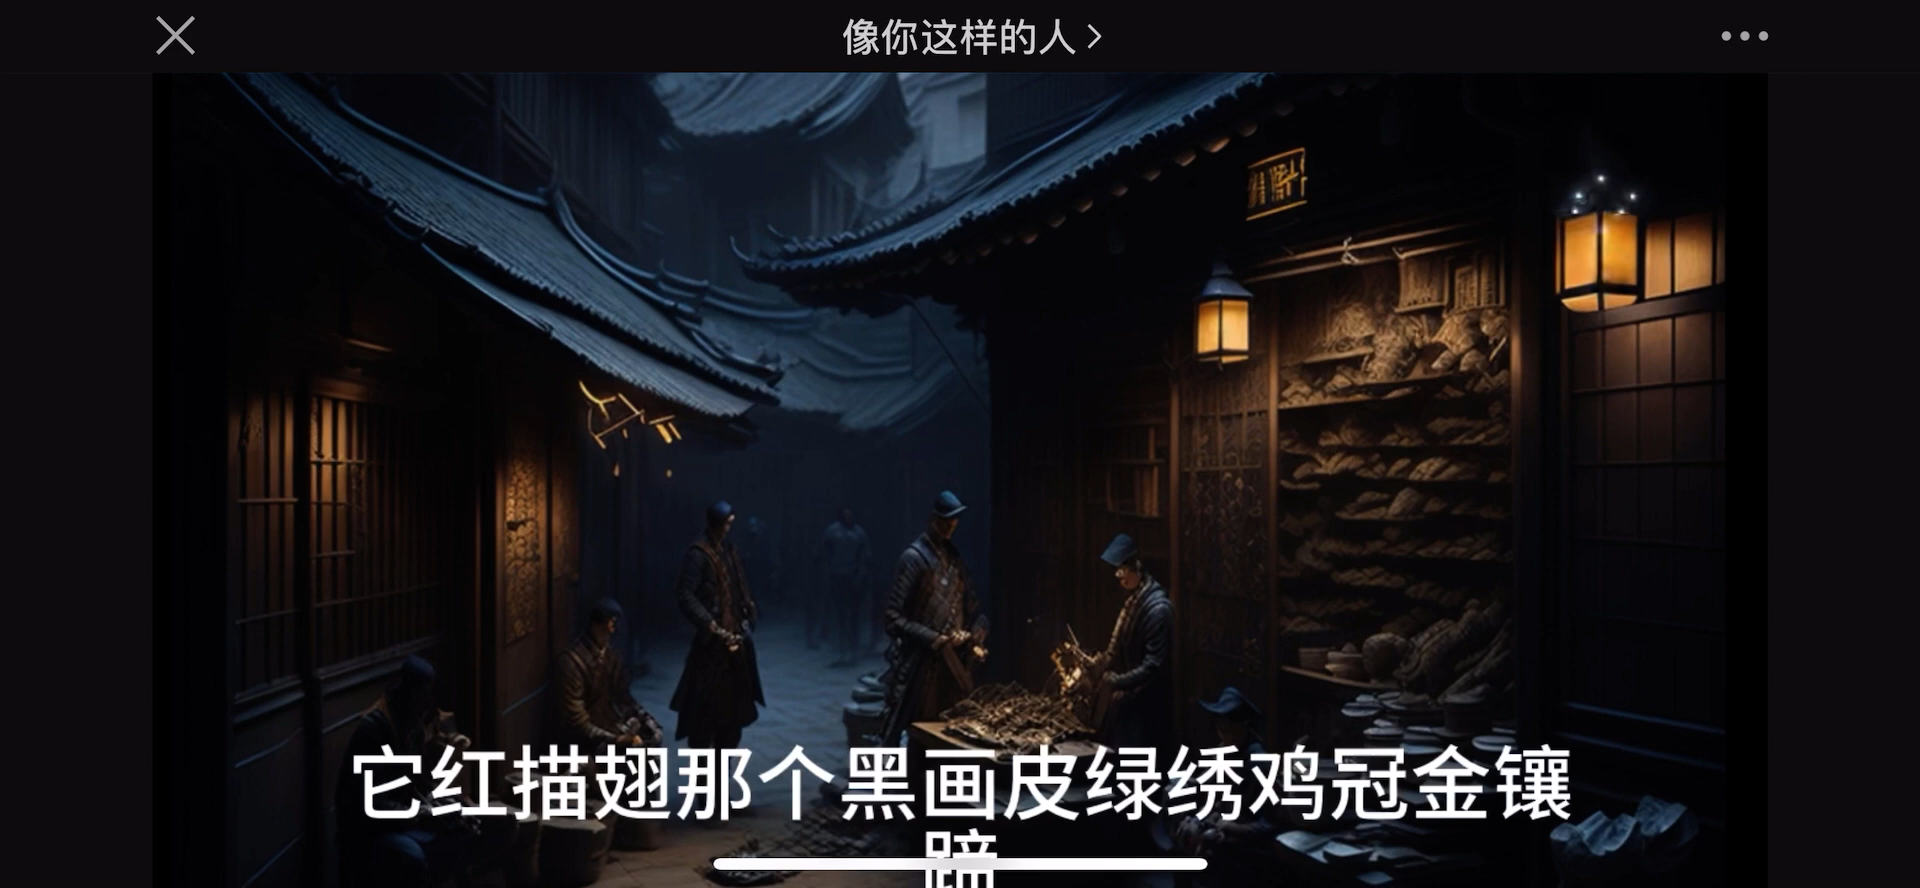 像你这样的人
它红描翅那个黑画皮绿绣鸡冠金镶
蹄